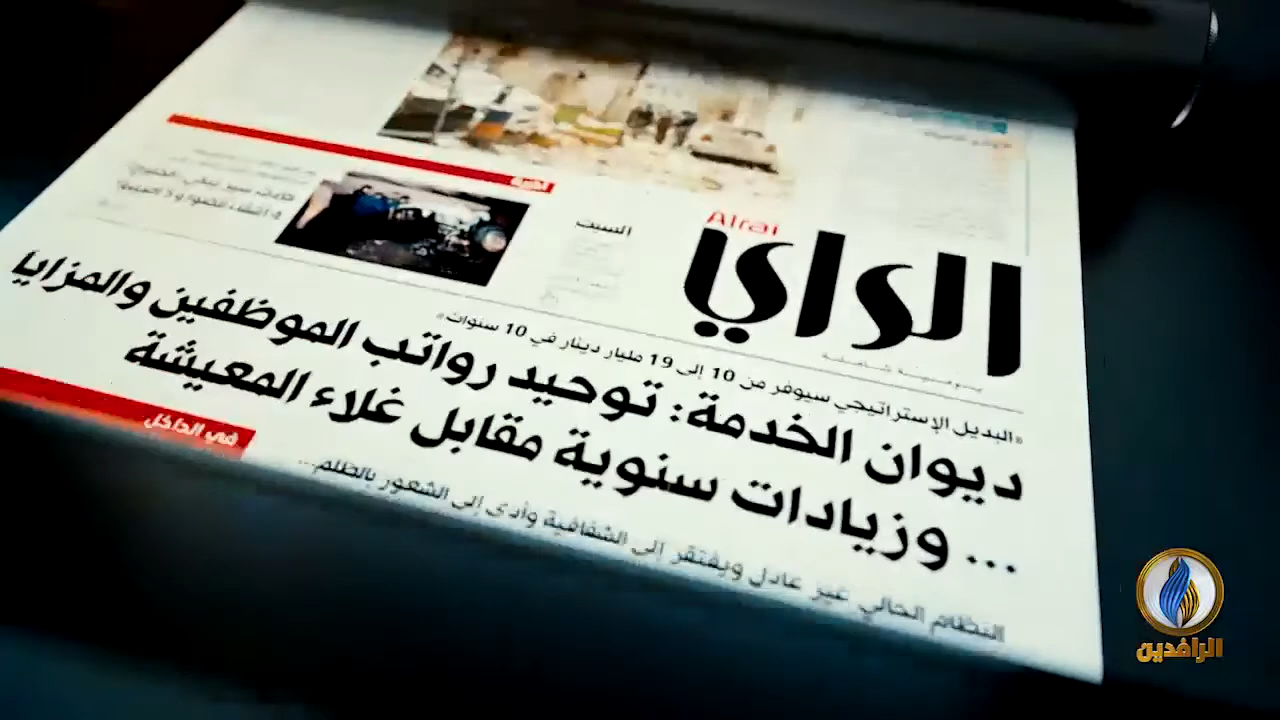 أخيرة
السبت
Alrai
الراي
«البديل الإستراتيجي سيوفر من 10 إلى 19 مليار دينار في 10 سنوات»
ديوان الخدمة: توحيد رواتب الموظفين والمزايا
... وزيادات سنوية مقابل غلاء المعيشة
النظام الحالي غير عادل ويفتقر إلى الشفافية وأدى إلى الشعور بالظلم...
في الداخل
الرافدين